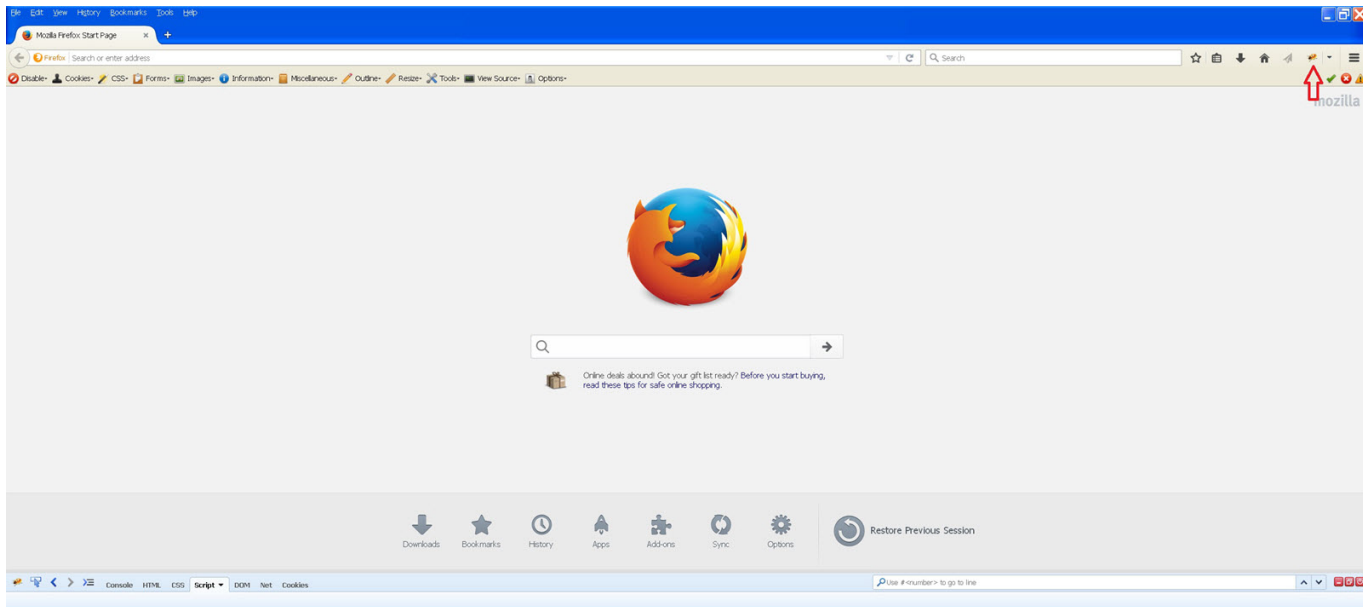 File Edit View History Bookmarks Tools Help
Mozilla Firefox Start Page
Firefox Search or enter address Search
Disable Cookies CSS Forms Images Information Miscellaneous Outline Resize Tools View Source Options
mozilla
Online deals abound! Got your gift list ready? Before you start buying,
read these tips for safe online shopping.
Downloads Bookmarks History Apps Add-ons Sync Options Restore Previous Session
Console HTML CSS Script DOM Net Cookies Use #<number> to go to line